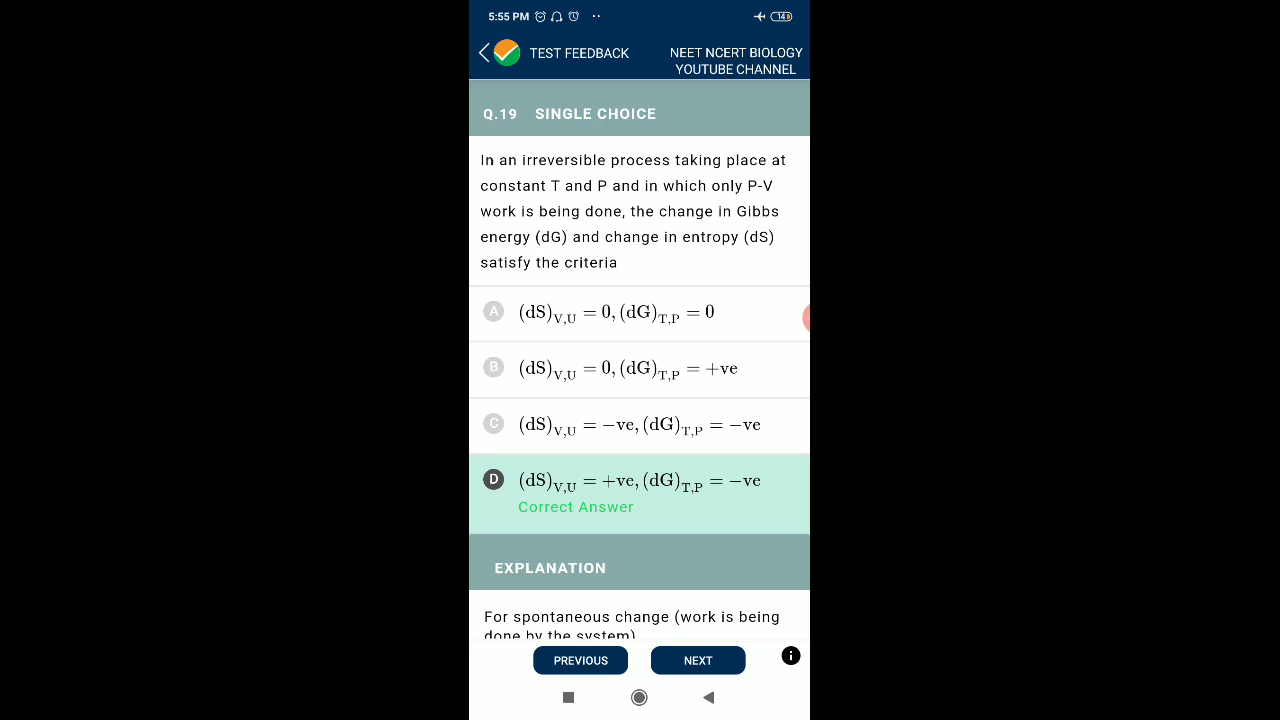 5:55 PM 14
TEST FEEDBACK NEET NCERT BIOLOGY
YOUTUBE CHANNEL
Q.19 SINGLE CHOICE
In an irreversible process taking place at
constant T and P and in which only P-V
work is being done, the change in Gibbs
energy (dG) and change in entropy (dS)
satisfy the criteria
A (dS)V,U = 0, (dG)T,P = 0
B (dS)V,U = 0, (dG)T,P = +ve
C (dS)V,U = −ve, (dG)T,P = −ve
D (dS)V,U = +ve, (dG)T,P = −ve
Correct Answer
EXPLANATION
For spontaneous change (work is being
done by the system)
PREVIOUS NEXT